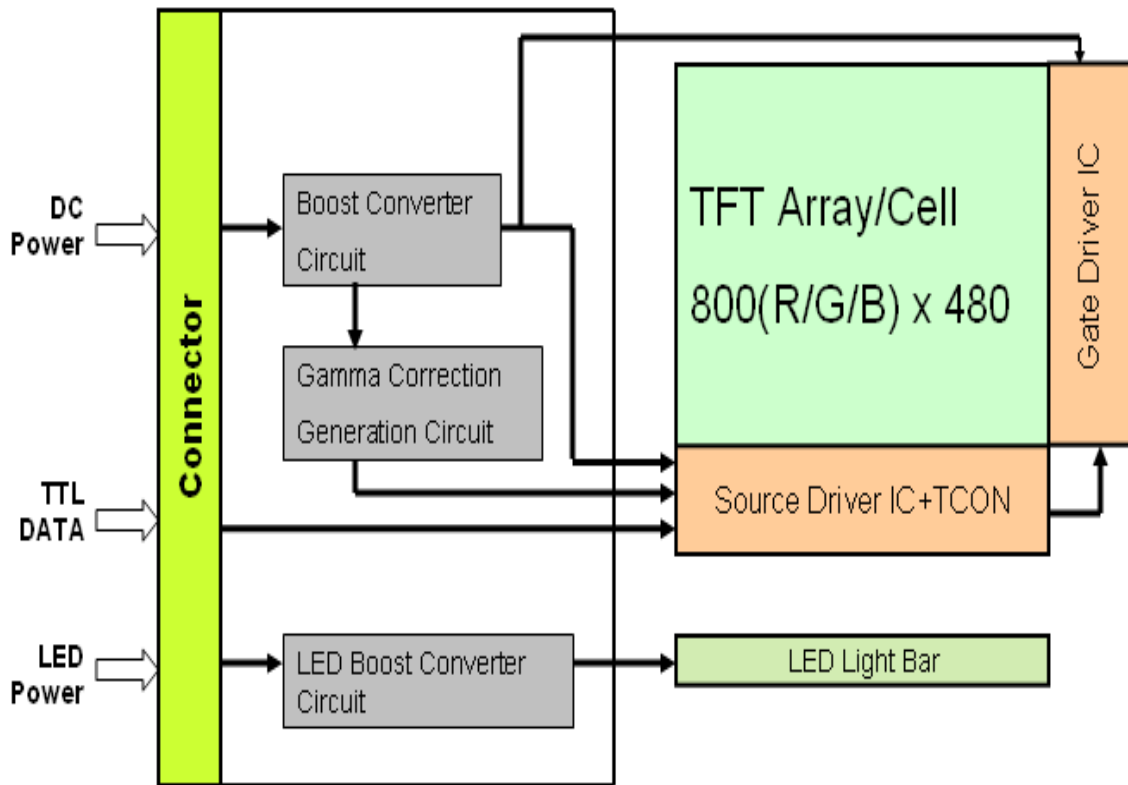 DC
Power
TTL
DATA
LED
Power
Connector
Boost Converter
Circuit
Gamma Correction
Generation Circuit
LED Boost Converter
Circuit
TFT Array/Cell
800(R/G/B) x 480
Gate Driver IC
Source Driver IC+TCON
LED Light Bar